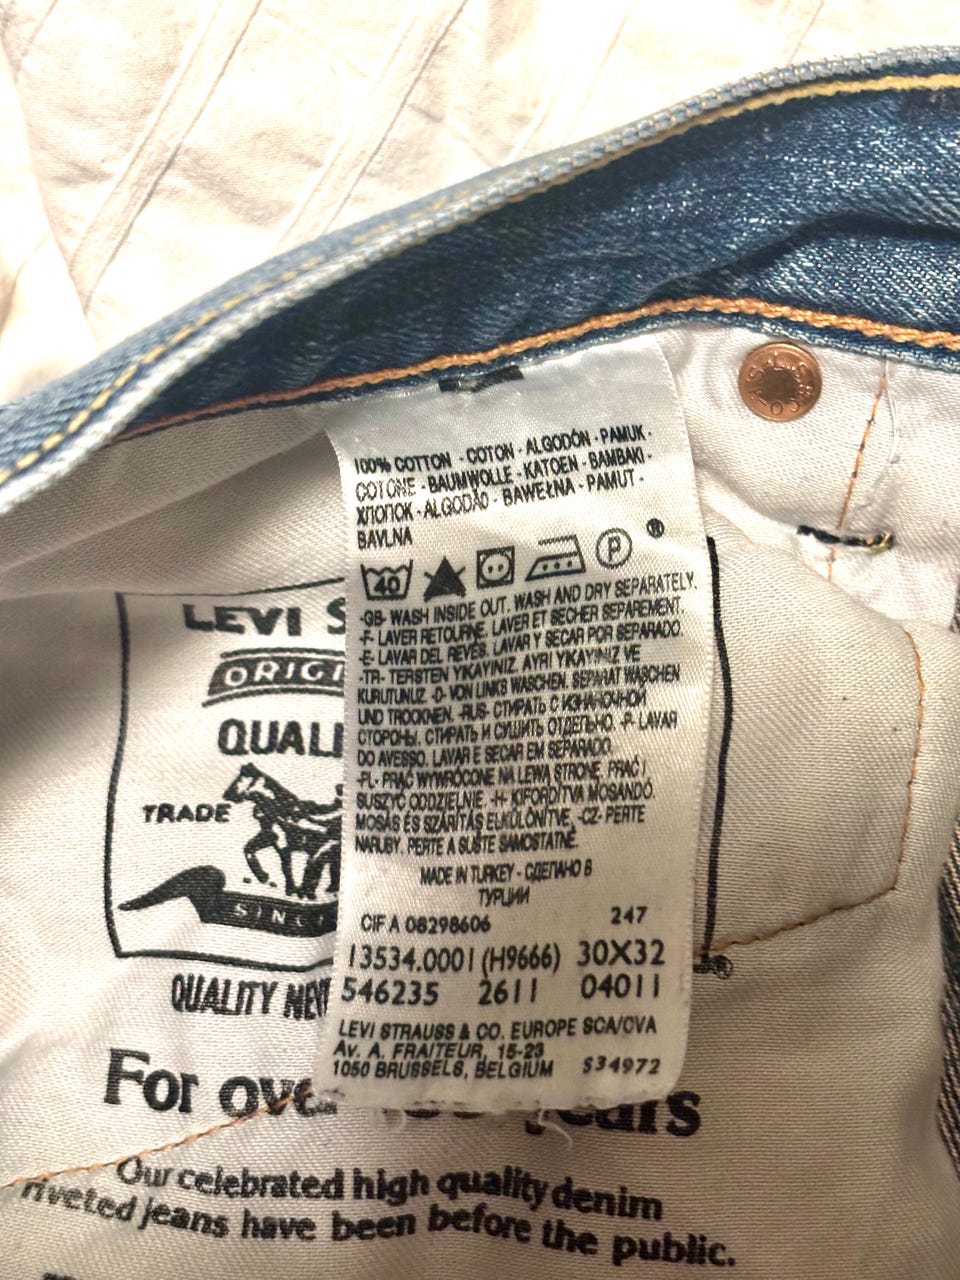 100% COTTON - COTON - ALGODÓN - PAMUK -
COTONE - BAUMWOLLE - KATOEN - BAMBAKI -
ХЛОПОК - ALGODÃO - BAWEŁNA - PAMUT -
BAVLNA
40 P ®
-GB- WASH INSIDE OUT. WASH AND DRY SEPARATELY.
-F- LAVER RETOURNE. LAVER ET SECHER SEPAREMENT.
-E- LAVAR DEL REVÉS. LAVAR Y SECAR POR SEPARADO.
-TR- TERSTEN YIKAYINIZ. AYRI YIKAYINIZ VE
KURUTUNUZ. -D- VON LINKS WASCHEN. SEPARAT WASCHEN
UND TROCKNEN. -RUS- СТИРАТЬ С ИЗНАНОЧНОЙ
СТОРОНЫ. СТИРАТЬ И СУШИТЬ ОТДЕЛЬНО. -P- LAVAR
DO AVESSO. LAVAR E SECAR EM SEPARADO.
-PL- PRAĆ WYWRÓCONE NA LEWĄ STRONĘ. PRAĆ I
SUSZYĆ ODDZIELNIE. -H- KIFORDÍTVA MOSANDÓ.
MOSÁS ÉS SZÁRÍTÁS ELKÜLÖNÍTVE. -CZ- PERTE
NARUBY. PERTE A SUŠTE SAMOSTATNĚ.
MADE IN TURKEY - СДЕЛАНО В
ТУРЦИИ
CIF A 08298606 247
13534.0001 (H9666) 30X32
546235 2611 04011
LEVI STRAUSS & CO. EUROPE SCA/CVA
Av. A. FRAITEUR, 15-23
1050 BRUSSELS, BELGIUM S34972
LEVI S
ORIGI
QUALI
TRADE
SINC
QUALITY NEV
For over years
Our celebrated high quality denim
riveted jeans have been before the public.